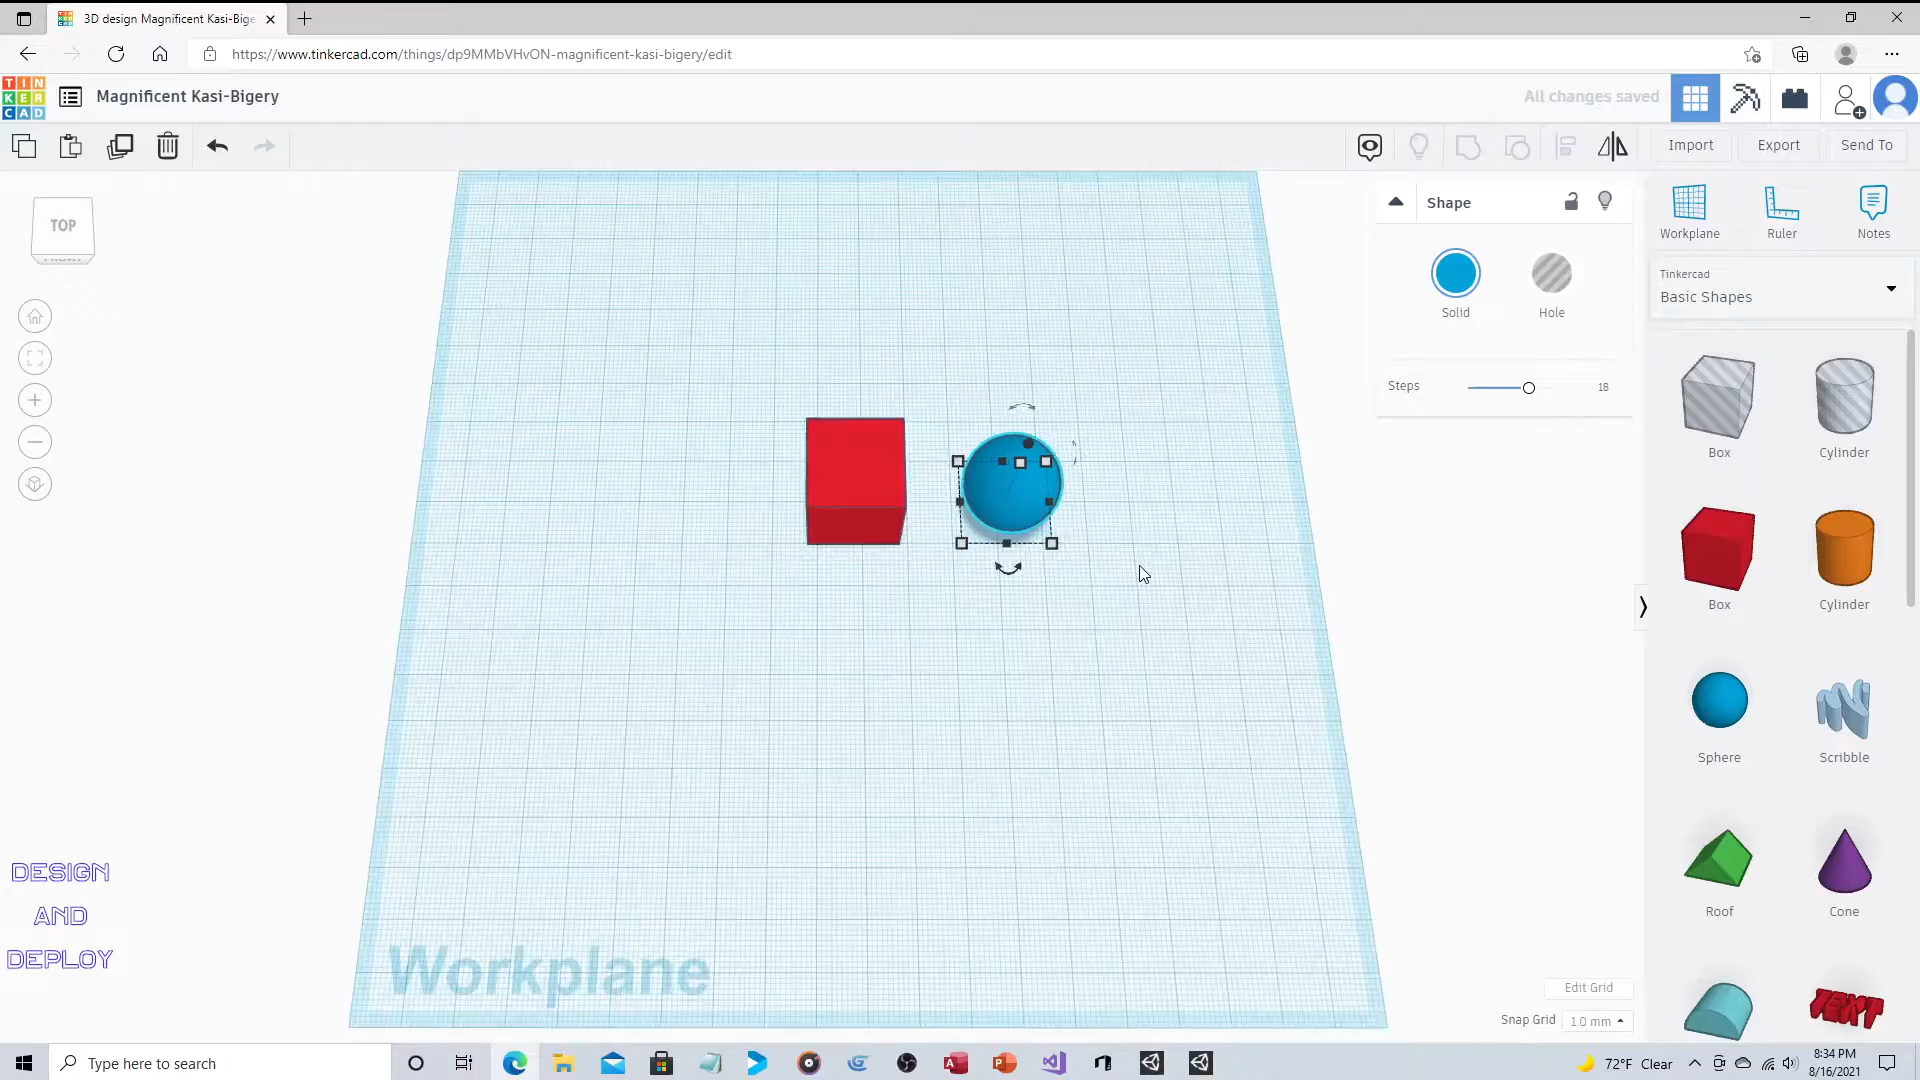 3D design Magnificent Kasi-Bige
https://www.tinkercad.com/things/dp9MMbVHvON-magnificent-kasi-bigery/edit
TIN
KER
CAD
Magnificent Kasi-Bigery
All changes saved
Import
Export
Send To
TOP
FRONT
Shape
Solid
Hole
Steps
18
Workplane
Ruler
Notes
Tinkercad
Basic Shapes
Box
Cylinder
Box
Cylinder
Sphere
Scribble
Roof
Cone
TEXT
DESIGN
AND
DEPLOY
Workplane
Edit Grid
Snap Grid
1.0 mm
Type here to search
72°F Clear
8:34 PM
8/16/2021